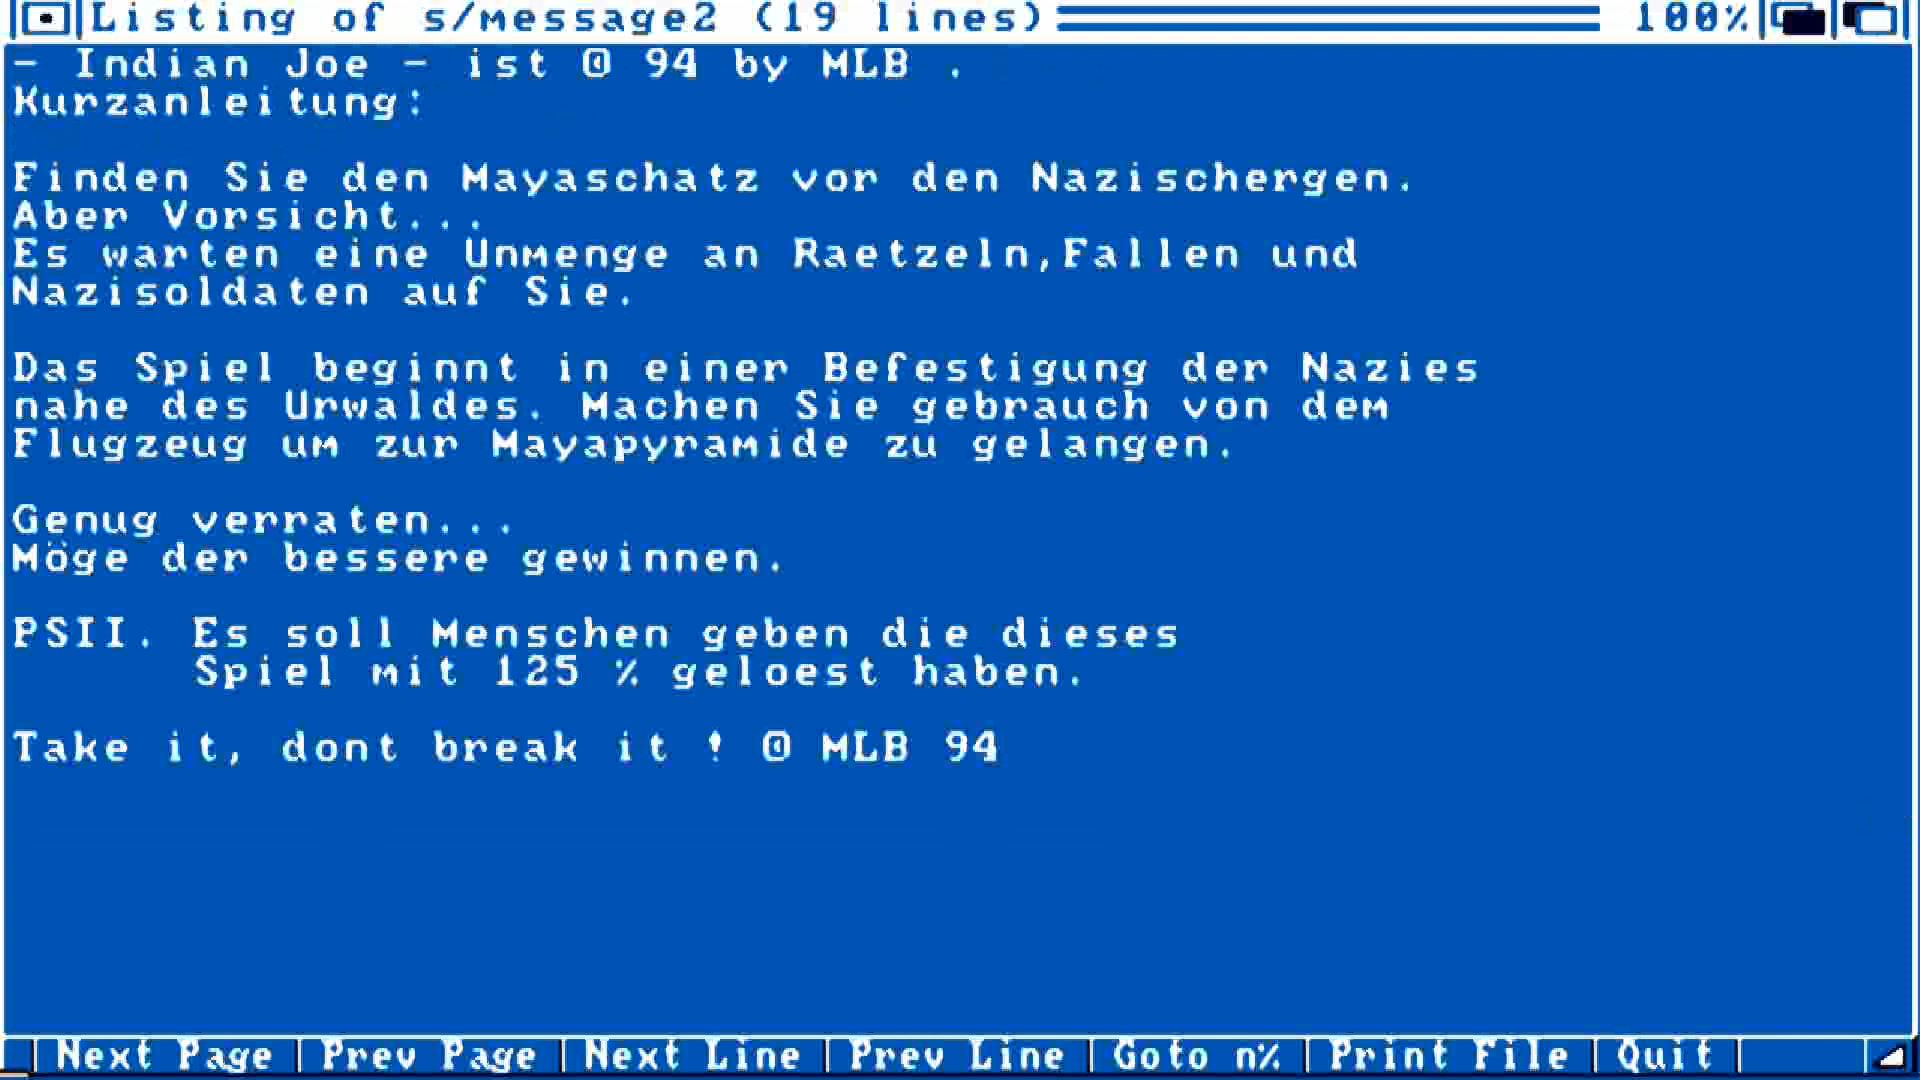 Listing of s/message2 (19 lines) 100%
- Indian Joe - ist © 94 by MLB .
Kurzanleitung:
Finden Sie den Mayaschatz vor den Nazischergen.
Aber Vorsicht...
Es warten eine Unmenge an Raetzeln,Fallen und
Nazisoldaten auf Sie.
Das Spiel beginnt in einer Befestigung der Nazies
nahe des Urwaldes. Machen Sie gebrauch von dem
Flugzeug um zur Mayapyramide zu gelangen.
Genug verraten...
Möge der bessere gewinnen.
PSII. Es soll Menschen geben die dieses
Spiel mit 125 % geloest haben.
Take it, dont break it ! © MLB 94
Next Page Prev Page Next Line Prev Line Goto n% Print File Quit